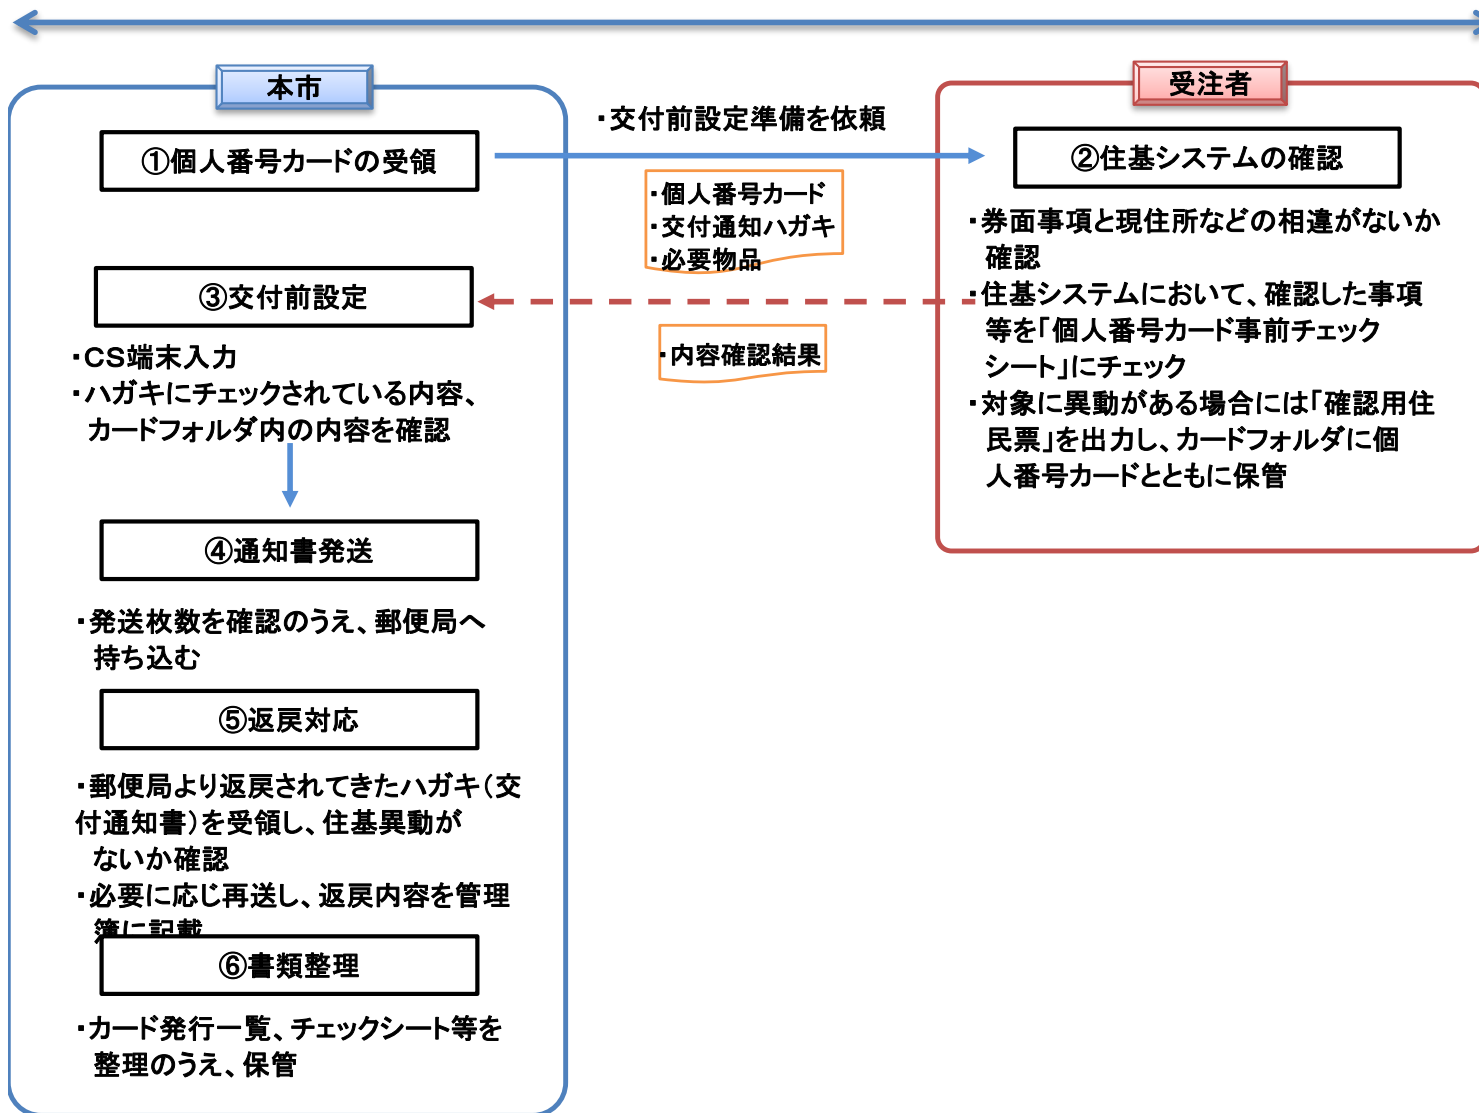 本市
①個人番号カードの受領
③交付前設定
・CS端末入力
・ハガキにチェックされている内容、
カードフォルダ内の内容を確認
④通知書発送
・発送枚数を確認のうえ、郵便局へ
持ち込む
⑤返戻対応
・郵便局より返戻されてきたハガキ(交
付通知書)を受領し、住基異動が
ないか確認
・必要に応じ再送し、返戻内容を管理
簿に記載
⑥書類整理
・カード発行一覧、チェックシート等を
整理のうえ、保管
・交付前設定準備を依頼
・個人番号カード
・交付通知ハガキ
・必要物品
・内容確認結果
受注者
②住基システムの確認
・券面事項と現住所などの相違がないか
確認
・住基システムにおいて、確認した事項
等を「個人番号カード事前チェック
シート」にチェック
・対象に異動がある場合には「確認用住
民票」を出力し、カードフォルダに個
人番号カードとともに保管